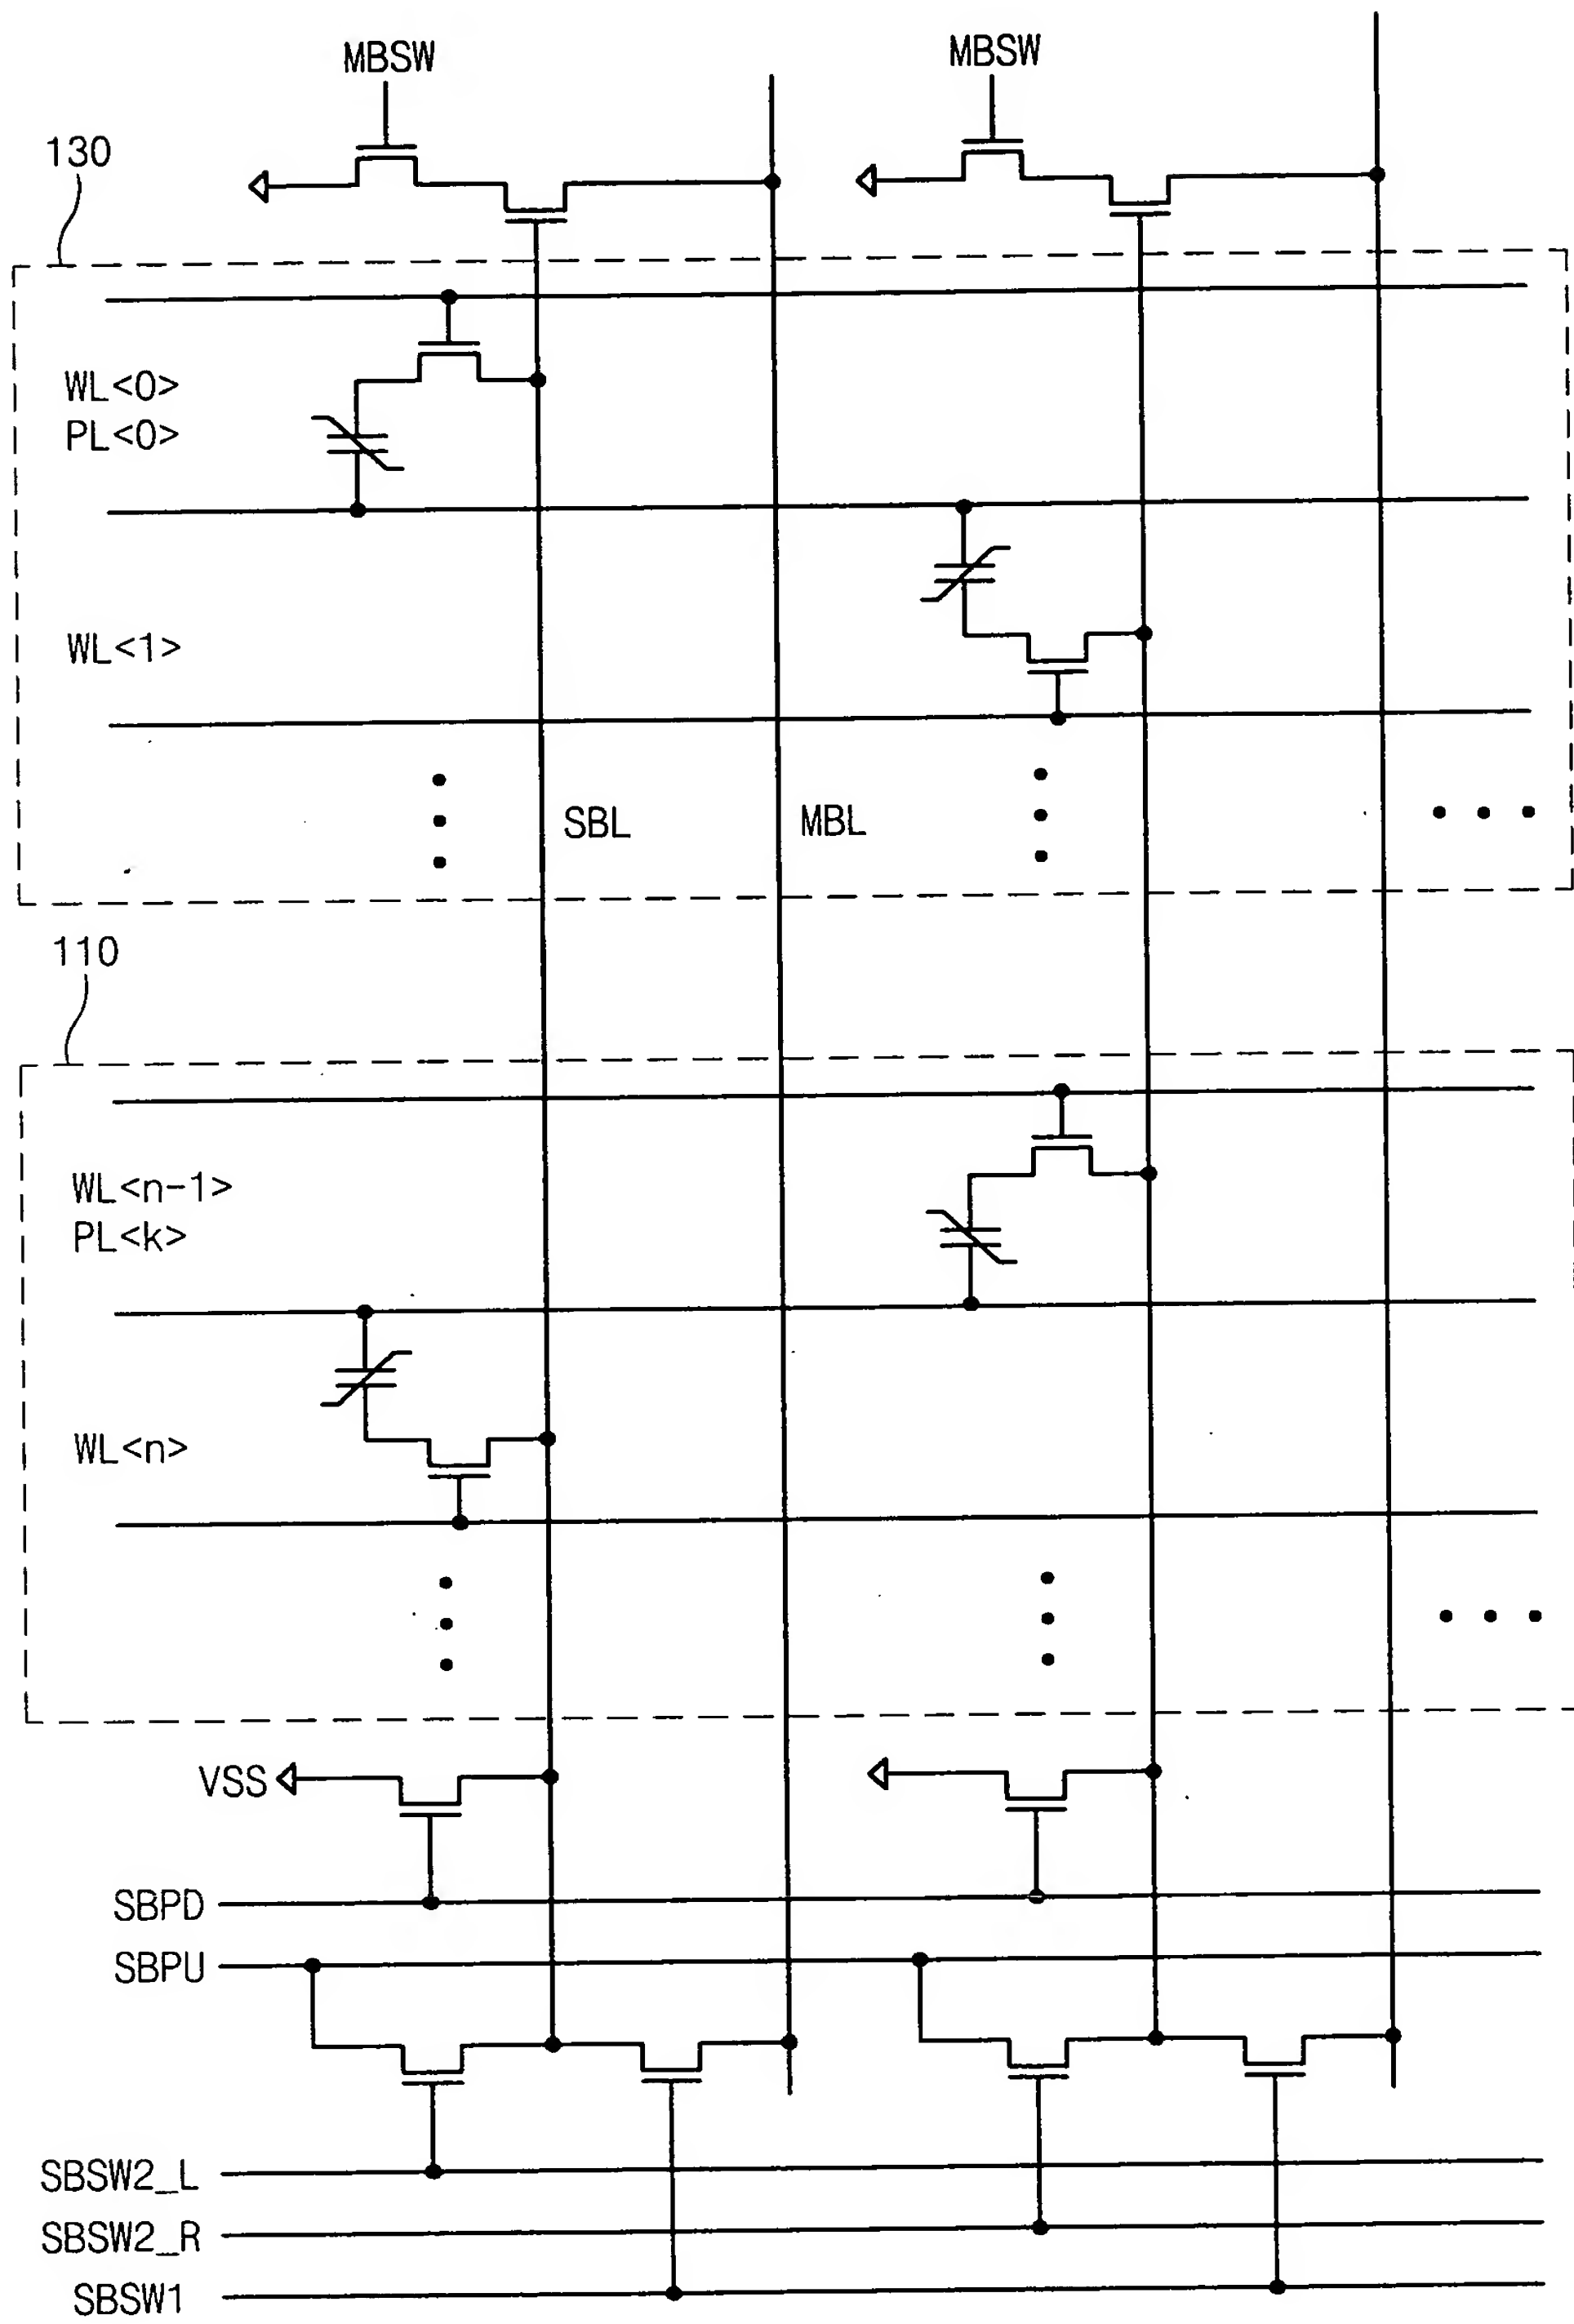 MBSW
MBSW
130
WL<0>
PL<0>
WL<1>
SBL
MBL
110
WL<n-1>
PL<k>
WL<n>
VSS
SBPD
SBPU
SBSW2_L
SBSW2_R
SBSW1